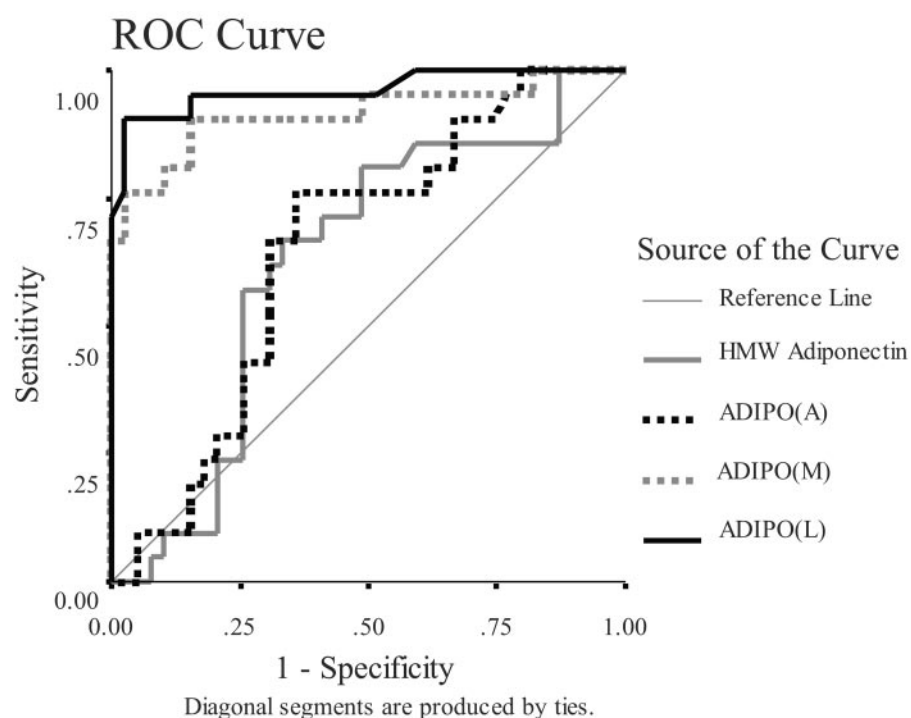 ROC Curve
1.00
.75
.50
.25
0.00
Sensitivity
0.00 .25 .50 .75 1.00
1 - Specificity
Diagonal segments are produced by ties.
Source of the Curve
Reference Line
HMW Adiponectin
ADIPO(A)
ADIPO(M)
ADIPO(L)